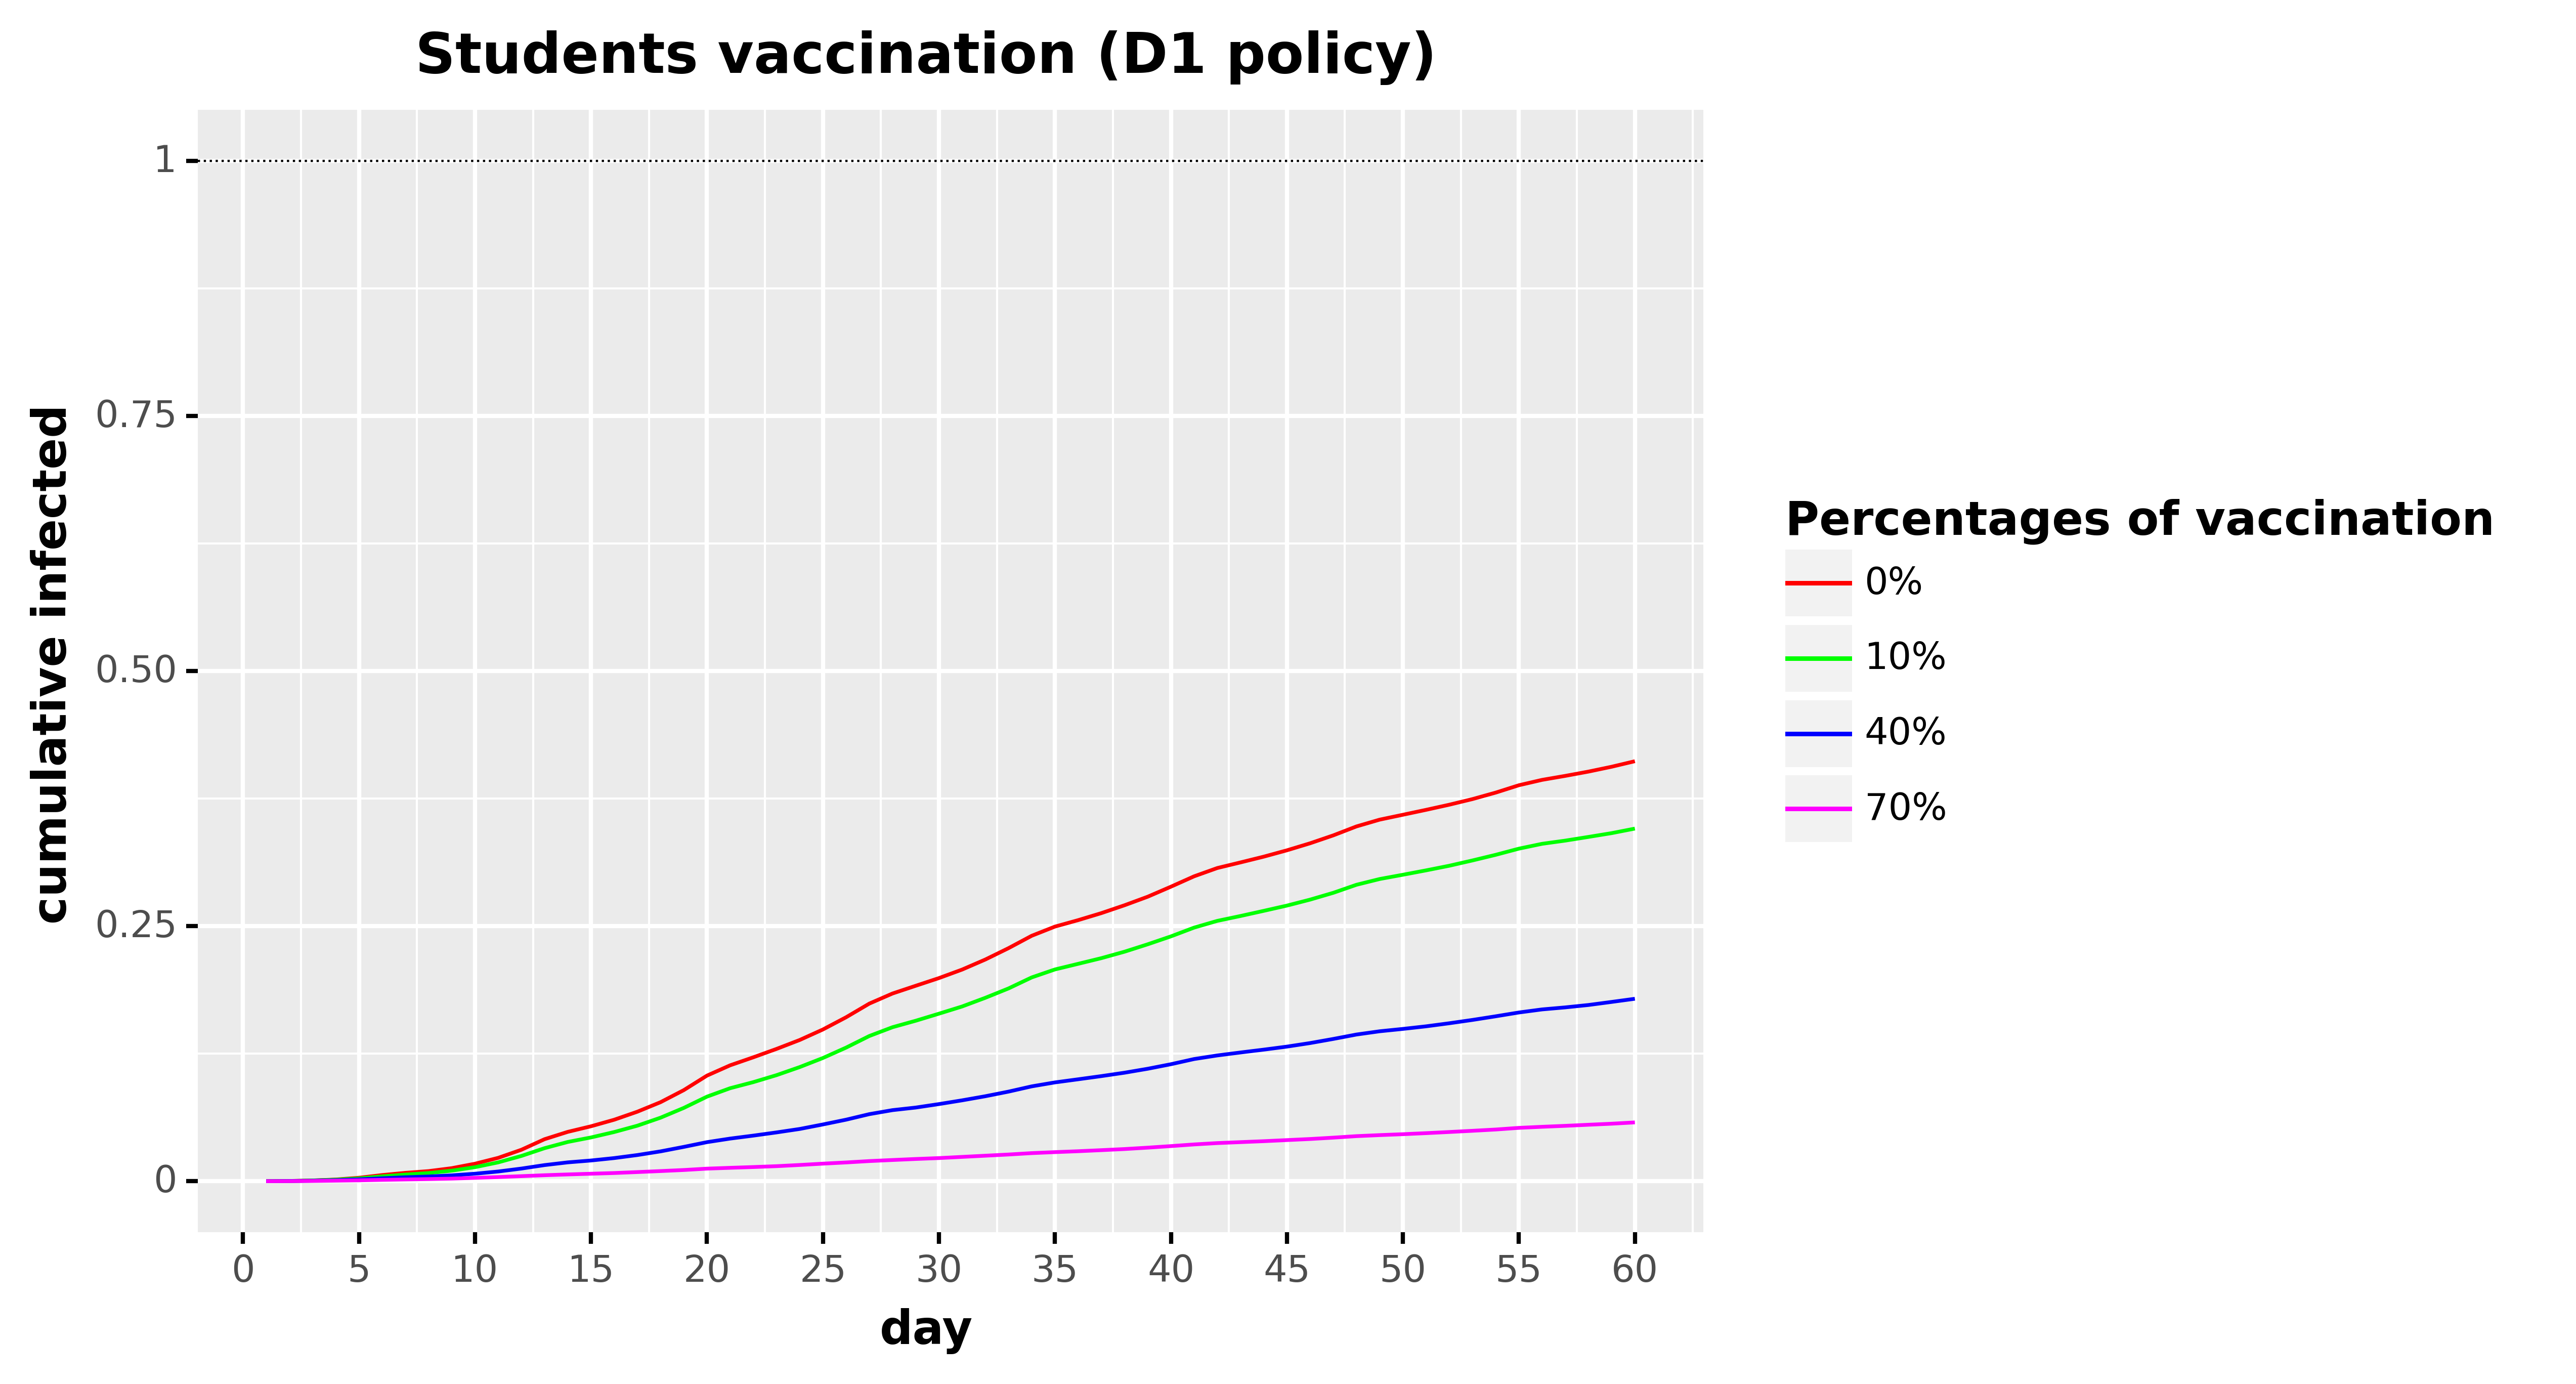 Students vaccination (D1 policy)
cumulative infected
1
0.75
0.50
0.25
0
0 5 10 15 20 25 30 35 40 45 50 55 60
day
Percentages of vaccination
0%
10%
40%
70%